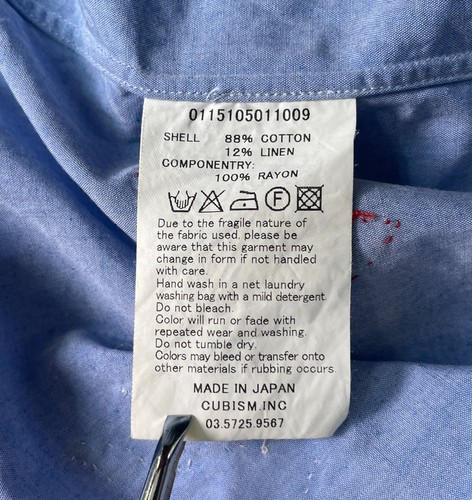 0115105011009
SHELL 88% COTTON
12% LINEN
COMPONENTRY:
100% RAYON
F
Due to the fragile nature of
the fabric used. please be
aware that this garment may
change in form if not handled
with care.
Hand wash in a net laundry
washing bag with a mild detergent.
Do not bleach.
Color will run or fade with
repeated wear and washing.
Do not tumble dry.
Colors may bleed or transfer onto
other materials if rubbing occurs.
MADE IN JAPAN
CUBISM.INC
03.5725.9567